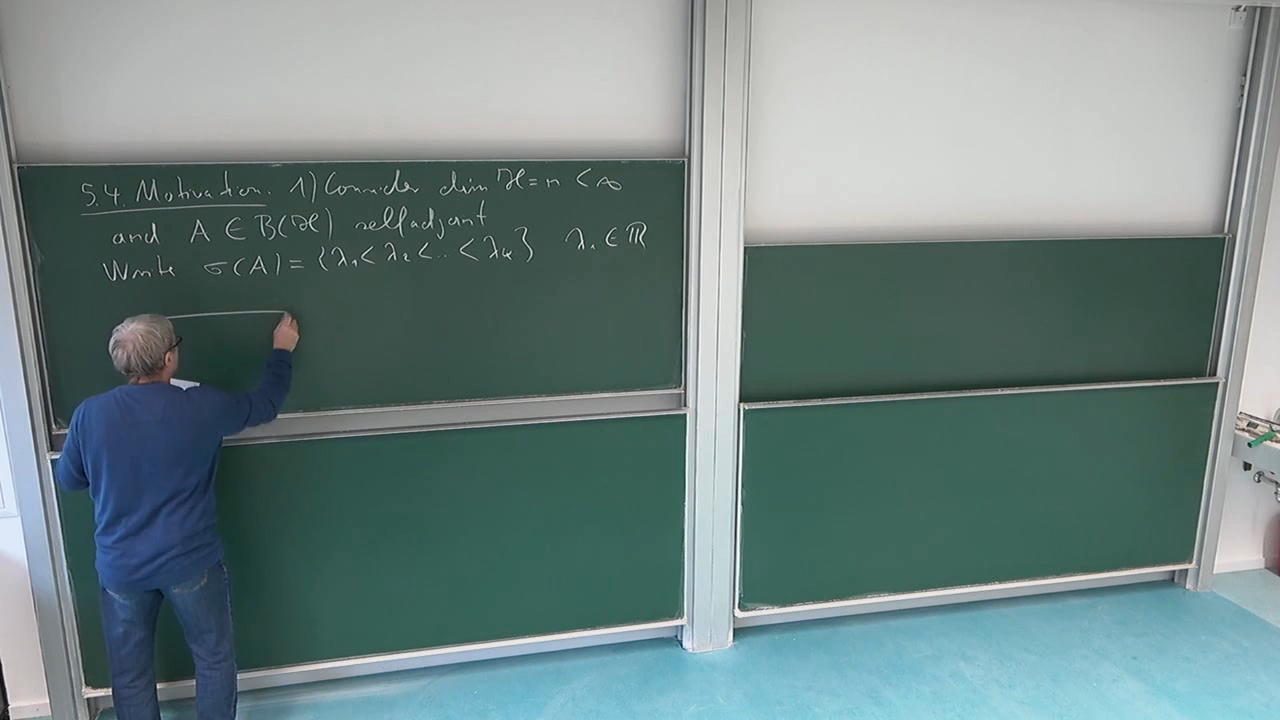 5.4. Motivation. 1) Consider dim ℋ = n < ∞
and A ∈ B(ℋ) selfadjoint
Write σ(A) = {λ₁ < λ₂ < .. < λₖ} λᵢ ∈ ℝ